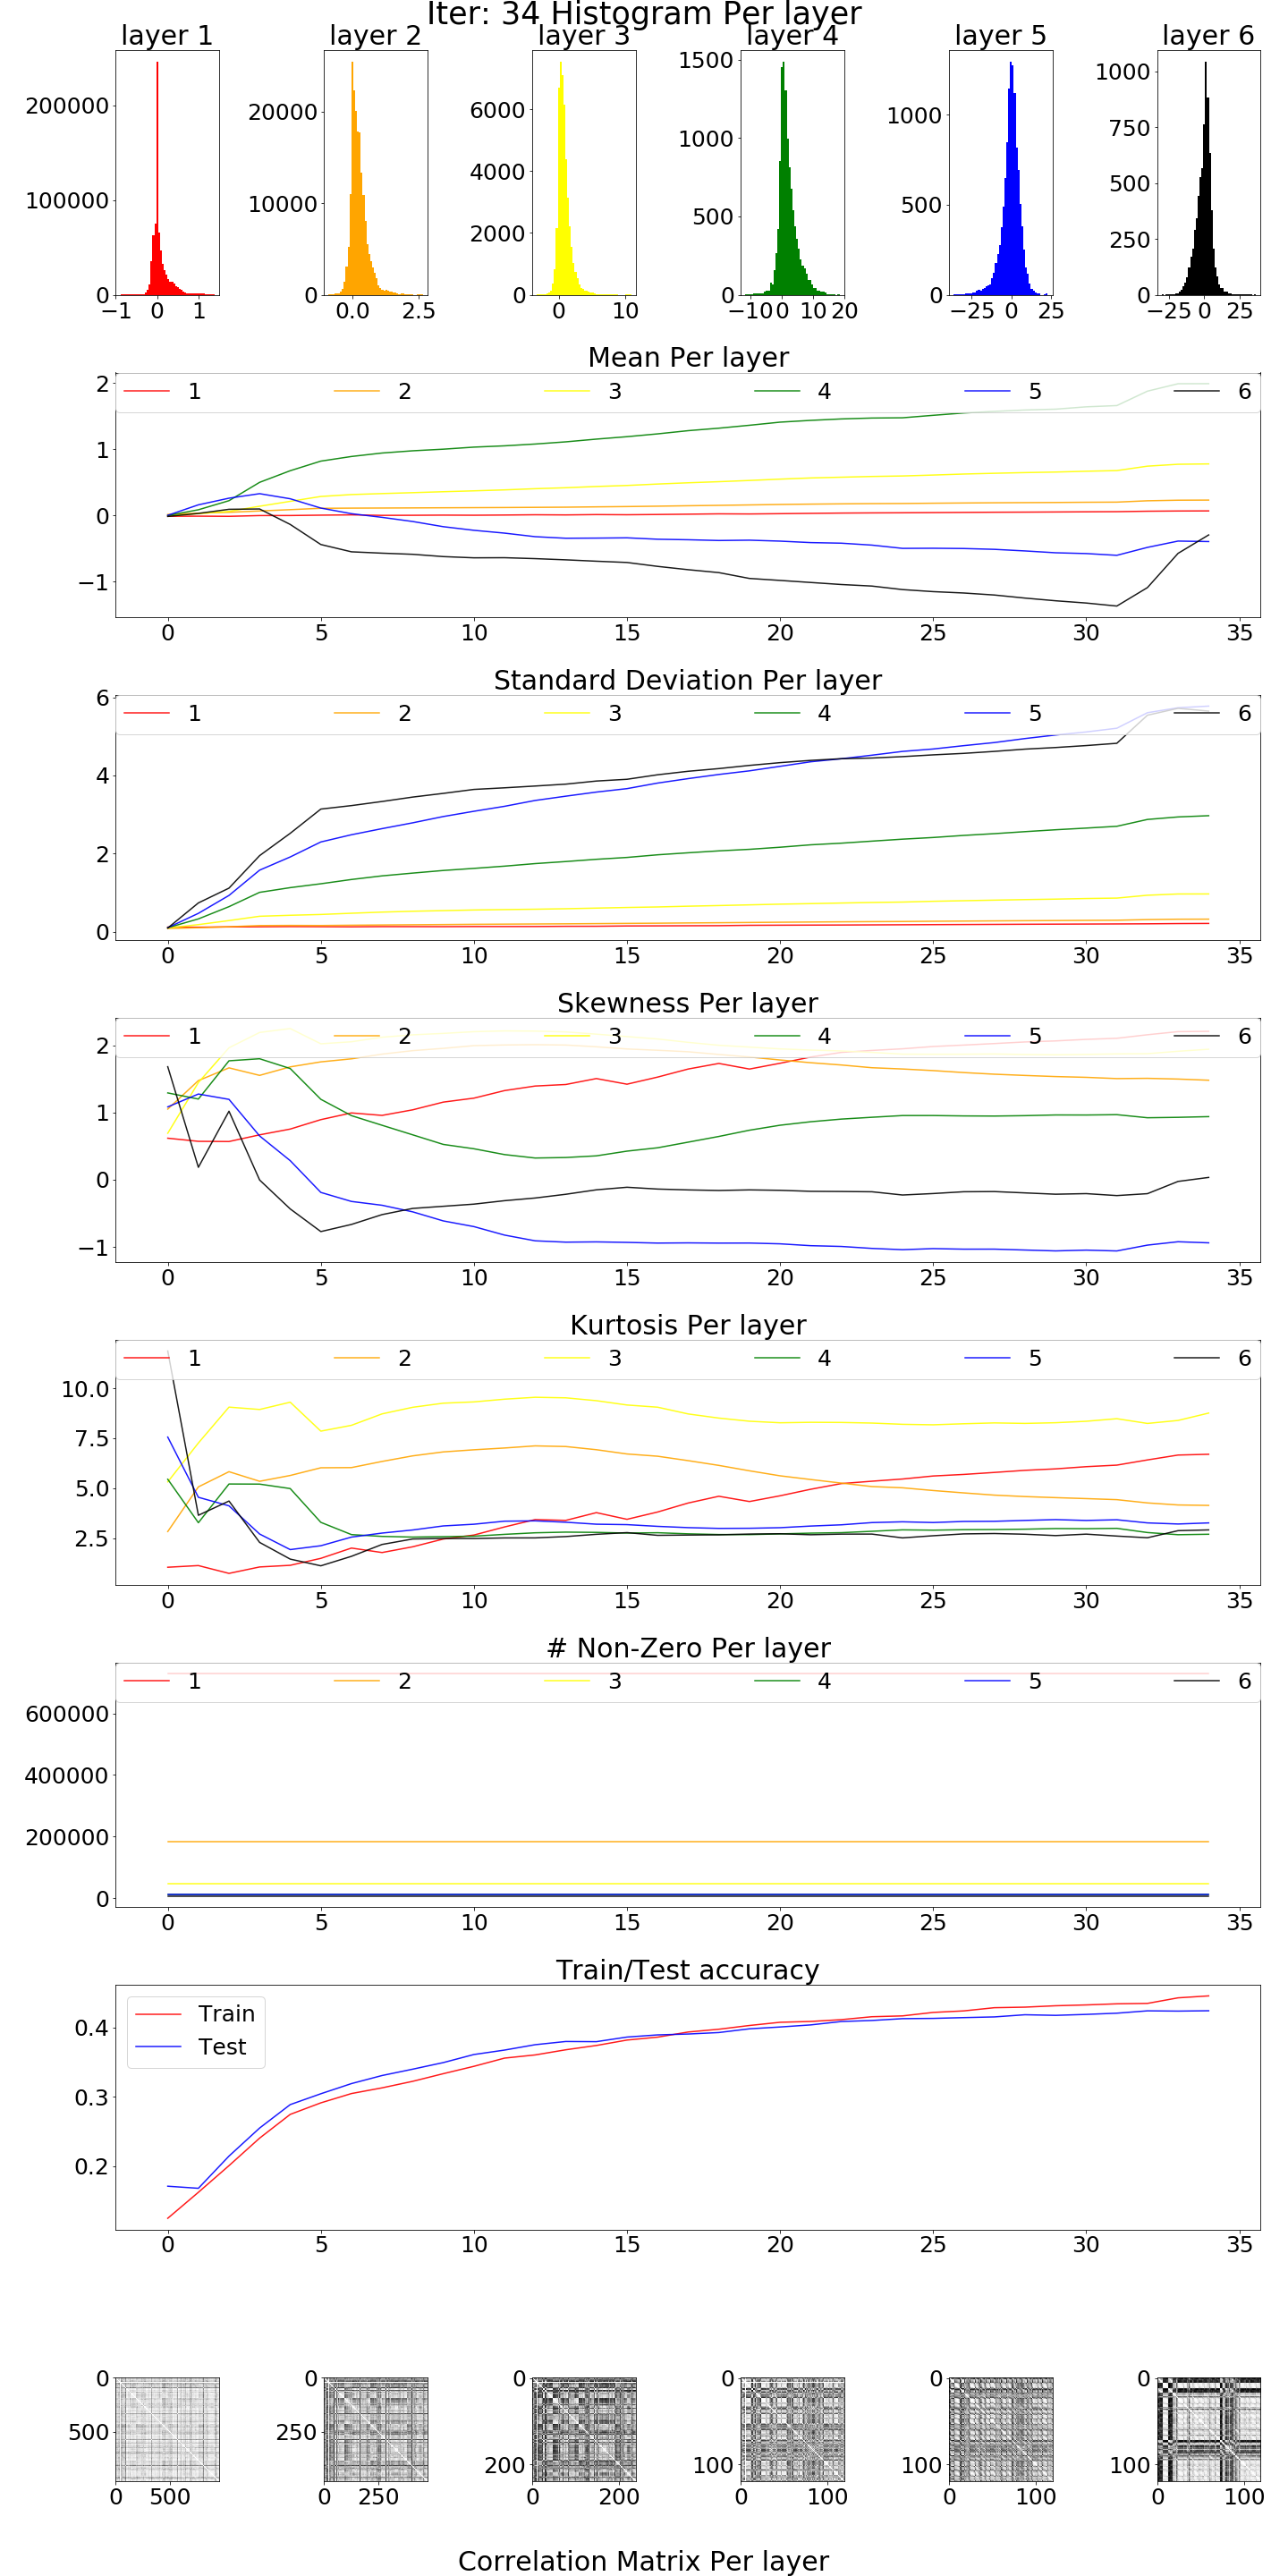 Iter: 34 Histogram Per layer
layer 1 layer 2 layer 3 layer 4 layer 5 layer 6
200000 100000 0
−1 0 1
20000 10000 0
0.0 2.5
6000 4000 2000 0
0 10
1500 1000 500 0
−10 0 10 20
1000 500 0
−25 0 25
1000 750 500 250 0
−25 0 25
Mean Per layer
1 2 3 4 5 6
2
1
0
−1
0 5 10 15 20 25 30 35
Standard Deviation Per layer
1 2 3 4 5 6
6
4
2
0
0 5 10 15 20 25 30 35
Skewness Per layer
1 2 3 4 5 6
2
1
0
−1
0 5 10 15 20 25 30 35
Kurtosis Per layer
1 2 3 4 5 6
10.0
7.5
5.0
2.5
0 5 10 15 20 25 30 35
# Non-Zero Per layer
1 2 3 4 5 6
600000
400000
200000
0
0 5 10 15 20 25 30 35
Train/Test accuracy
Train
Test
0.4
0.3
0.2
0 5 10 15 20 25 30 35
0 500
0 500
0 250
0 250
0 200
0 200
0 100
0 100
0 100
0 100
0 100
0 100
Correlation Matrix Per layer